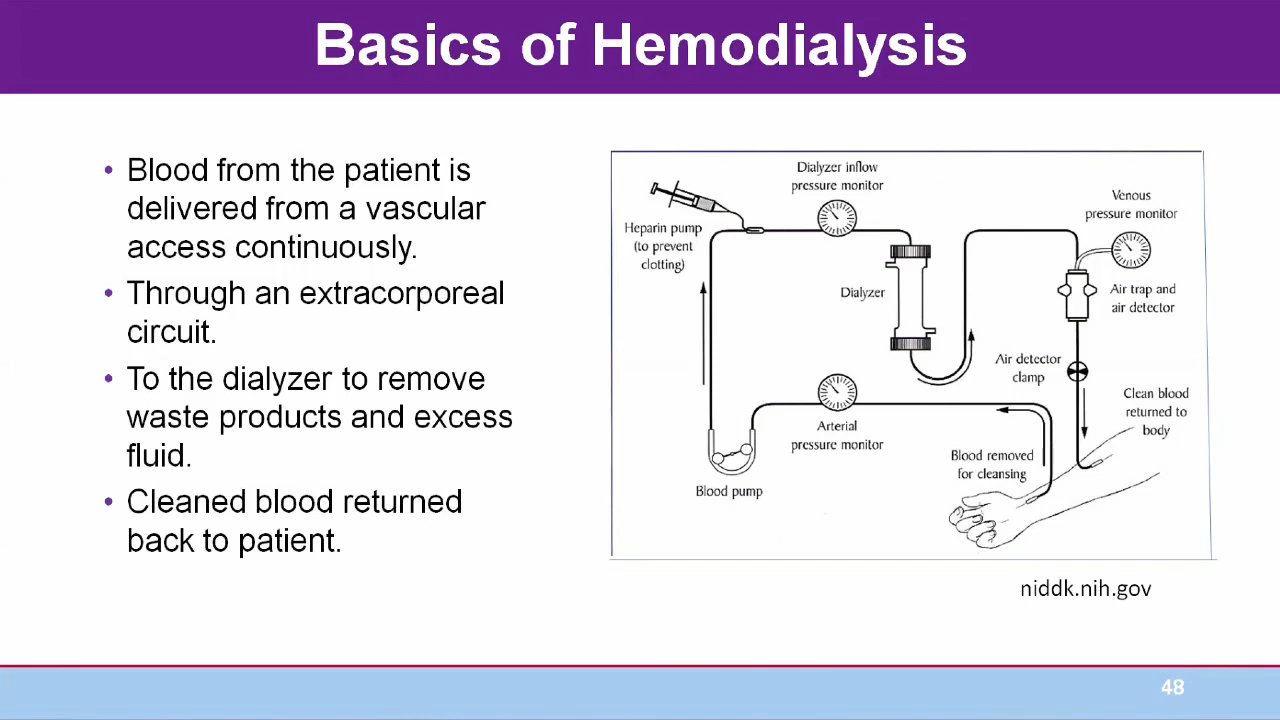 Basics of Hemodialysis
• Blood from the patient is
delivered from a vascular
access continuously.
• Through an extracorporeal
circuit.
• To the dialyzer to remove
waste products and excess
fluid.
• Cleaned blood returned
back to patient.
Dialyzer inflow
pressure monitor
Heparin pump
(to prevent
clotting)
Dialyzer
Venous
pressure monitor
Air trap and
air detector
Air detector
clamp
Clean blood
returned to
body
Arterial
pressure monitor
Blood removed
for cleansing
Blood pump
niddk.nih.gov
48